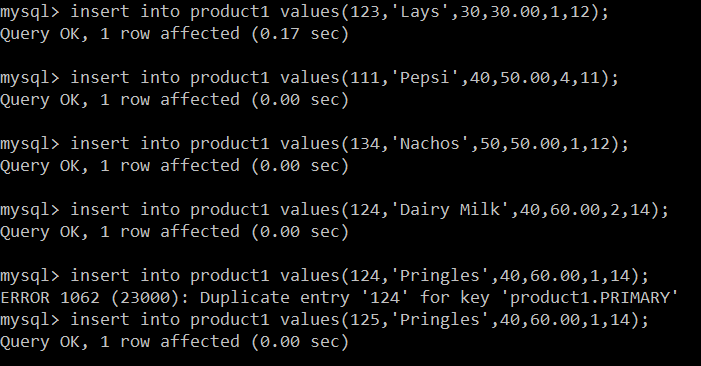 mysql> insert into product1 values(123,'Lays',30,30.00,1,12);
Query OK, 1 row affected (0.17 sec)
mysql> insert into product1 values(111,'Pepsi',40,50.00,4,11);
Query OK, 1 row affected (0.00 sec)
mysql> insert into product1 values(134,'Nachos',50,50.00,1,12);
Query OK, 1 row affected (0.00 sec)
mysql> insert into product1 values(124,'Dairy Milk',40,60.00,2,14);
Query OK, 1 row affected (0.00 sec)
mysql> insert into product1 values(124,'Pringles',40,60.00,1,14);
ERROR 1062 (23000): Duplicate entry '124' for key 'product1.PRIMARY'
mysql> insert into product1 values(125,'Pringles',40,60.00,1,14);
Query OK, 1 row affected (0.00 sec)